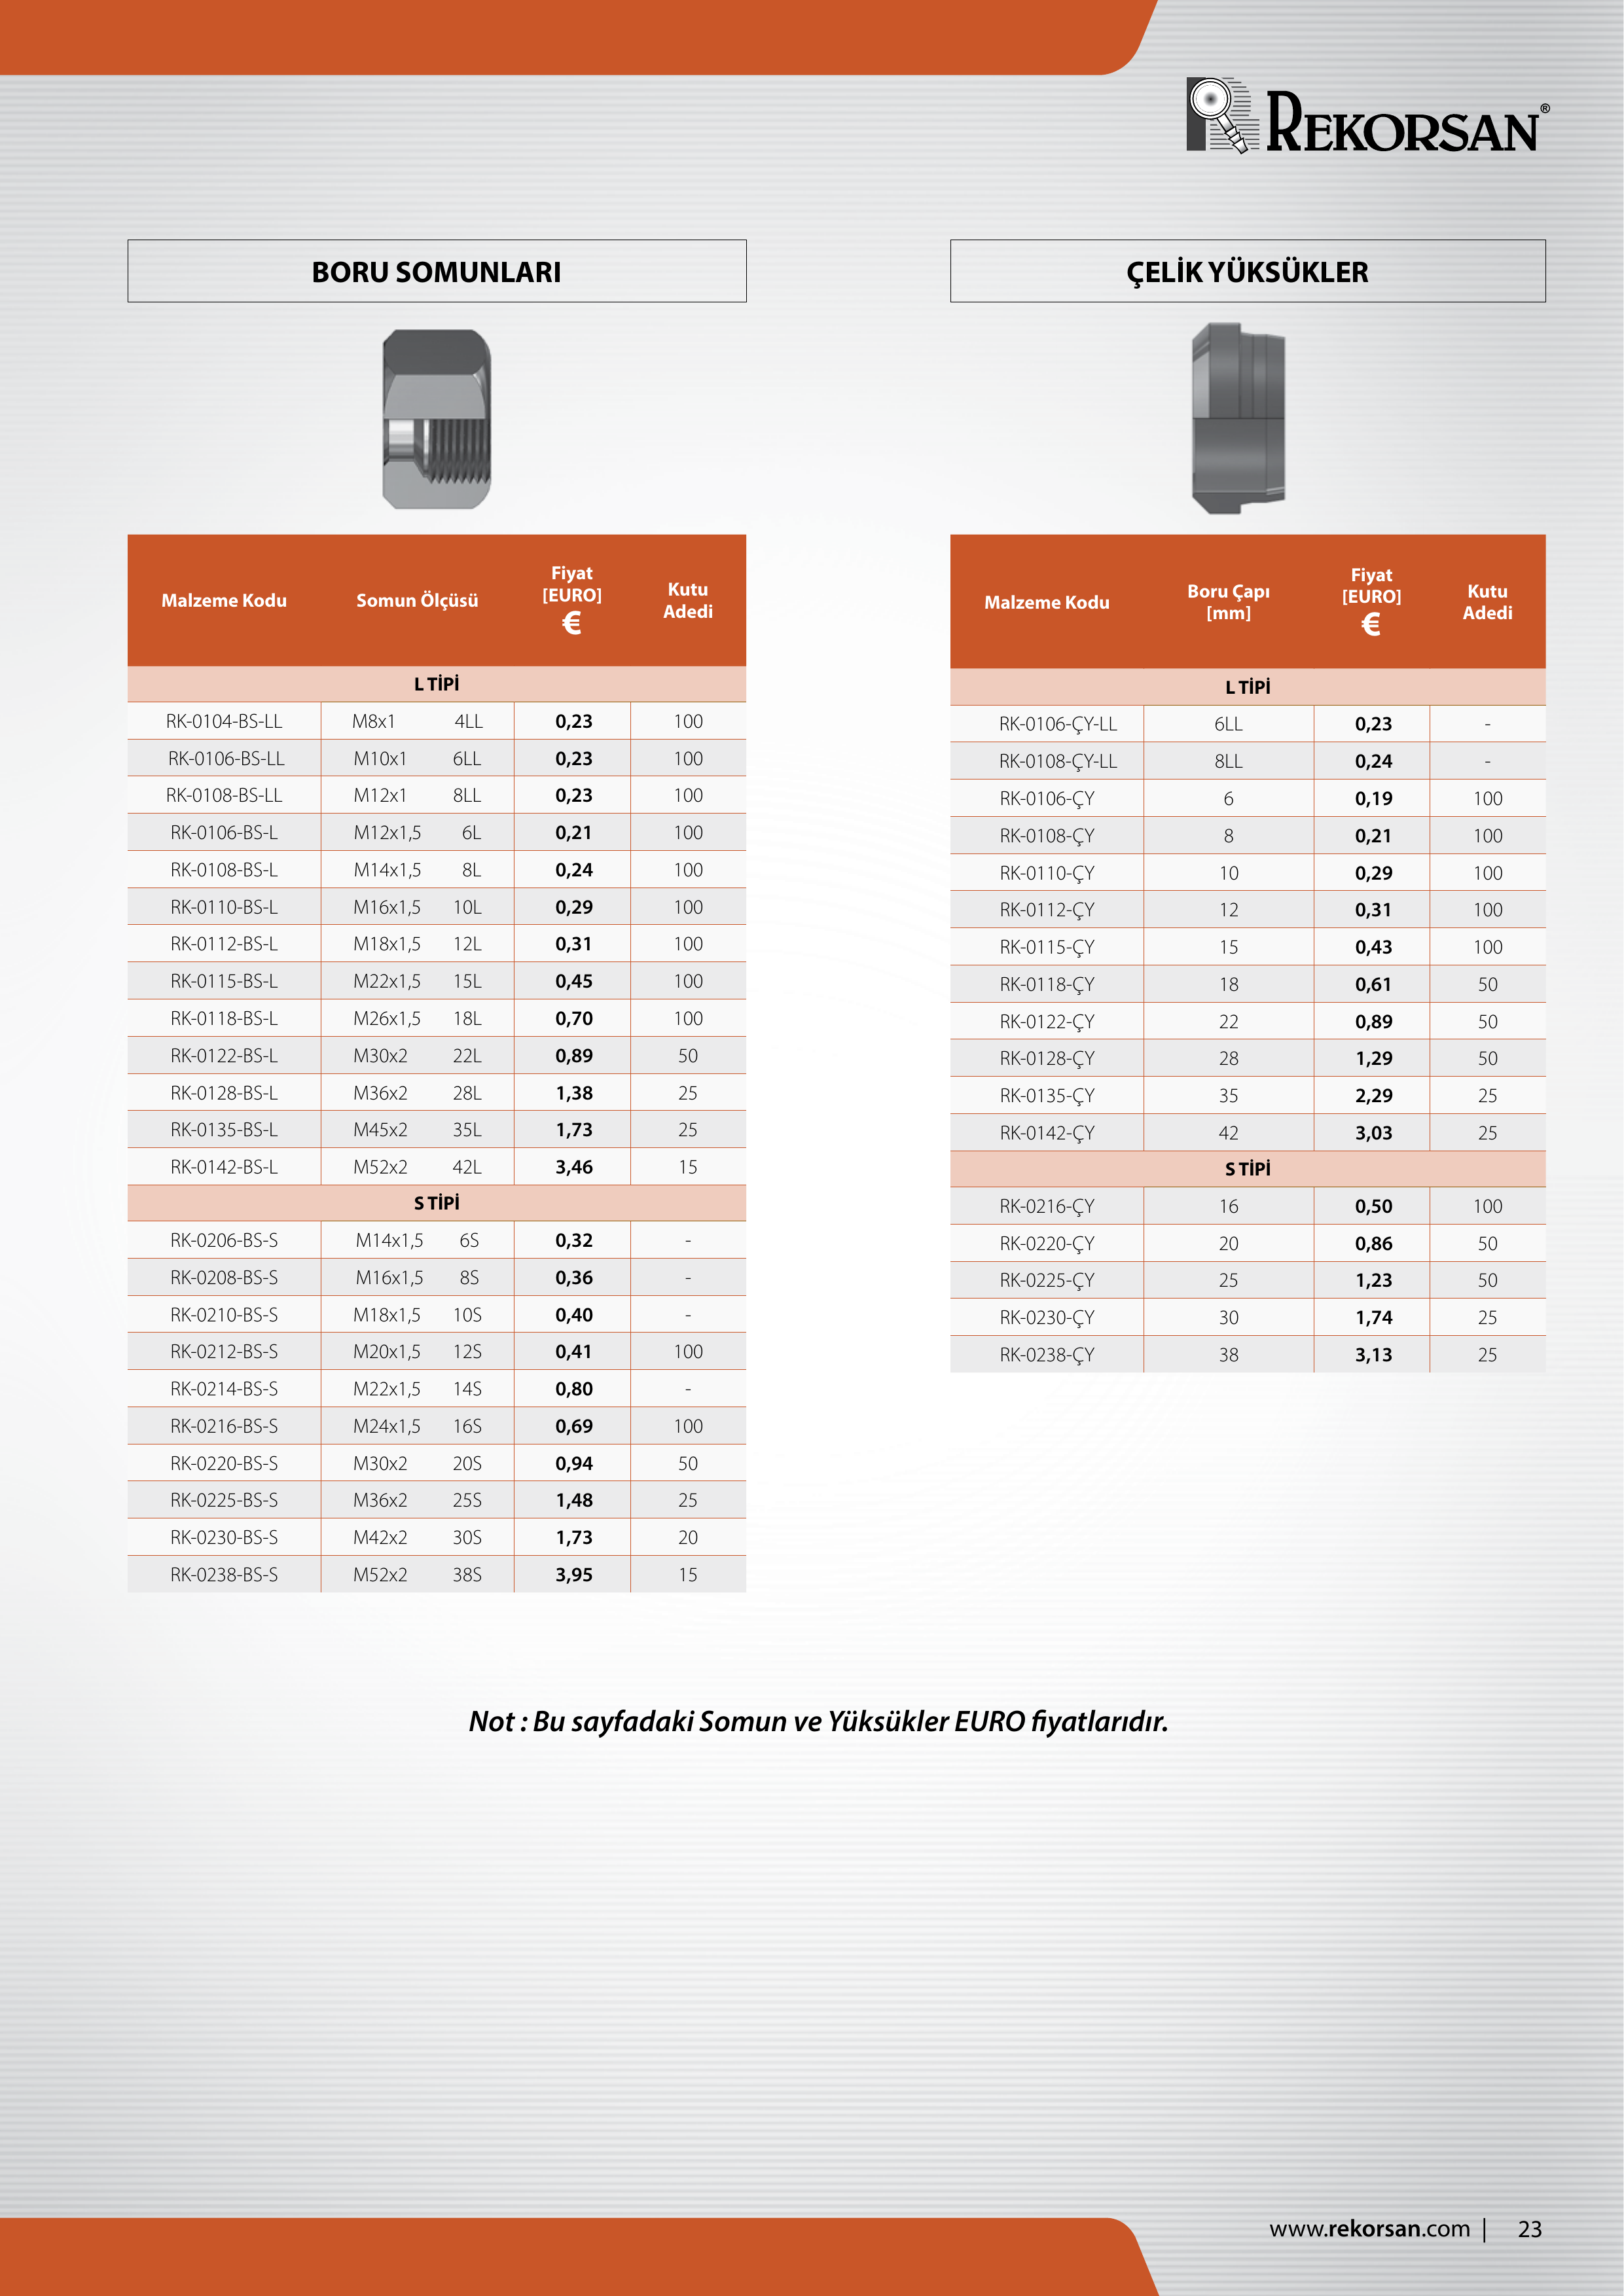 REKORSAN®
BORU SOMUNLARI
Malzeme Kodu Somun Ölçüsü Fiyat [EURO] € Kutu Adedi
L TİPİ
RK-0104-BS-LL M8x1 4LL 0,23 100
RK-0106-BS-LL M10x1 6LL 0,23 100
RK-0108-BS-LL M12x1 8LL 0,23 100
RK-0106-BS-L M12x1,5 6L 0,21 100
RK-0108-BS-L M14x1,5 8L 0,24 100
RK-0110-BS-L M16x1,5 10L 0,29 100
RK-0112-BS-L M18x1,5 12L 0,31 100
RK-0115-BS-L M22x1,5 15L 0,45 100
RK-0118-BS-L M26x1,5 18L 0,70 100
RK-0122-BS-L M30x2 22L 0,89 50
RK-0128-BS-L M36x2 28L 1,38 25
RK-0135-BS-L M45x2 35L 1,73 25
RK-0142-BS-L M52x2 42L 3,46 15
S TİPİ
RK-0206-BS-S M14x1,5 6S 0,32 -
RK-0208-BS-S M16x1,5 8S 0,36 -
RK-0210-BS-S M18x1,5 10S 0,40 -
RK-0212-BS-S M20x1,5 12S 0,41 100
RK-0214-BS-S M22x1,5 14S 0,80 -
RK-0216-BS-S M24x1,5 16S 0,69 100
RK-0220-BS-S M30x2 20S 0,94 50
RK-0225-BS-S M36x2 25S 1,48 25
RK-0230-BS-S M42x2 30S 1,73 20
RK-0238-BS-S M52x2 38S 3,95 15
ÇELİK YÜKSÜKLER
Malzeme Kodu Boru Çapı [mm] Fiyat [EURO] € Kutu Adedi
L TİPİ
RK-0106-ÇY-LL 6LL 0,23 -
RK-0108-ÇY-LL 8LL 0,24 -
RK-0106-ÇY 6 0,19 100
RK-0108-ÇY 8 0,21 100
RK-0110-ÇY 10 0,29 100
RK-0112-ÇY 12 0,31 100
RK-0115-ÇY 15 0,43 100
RK-0118-ÇY 18 0,61 50
RK-0122-ÇY 22 0,89 50
RK-0128-ÇY 28 1,29 50
RK-0135-ÇY 35 2,29 25
RK-0142-ÇY 42 3,03 25
S TİPİ
RK-0216-ÇY 16 0,50 100
RK-0220-ÇY 20 0,86 50
RK-0225-ÇY 25 1,23 50
RK-0230-ÇY 30 1,74 25
RK-0238-ÇY 38 3,13 25
Not : Bu sayfadaki Somun ve Yüksükler EURO fiyatlarıdır.
www.rekorsan.com | 23